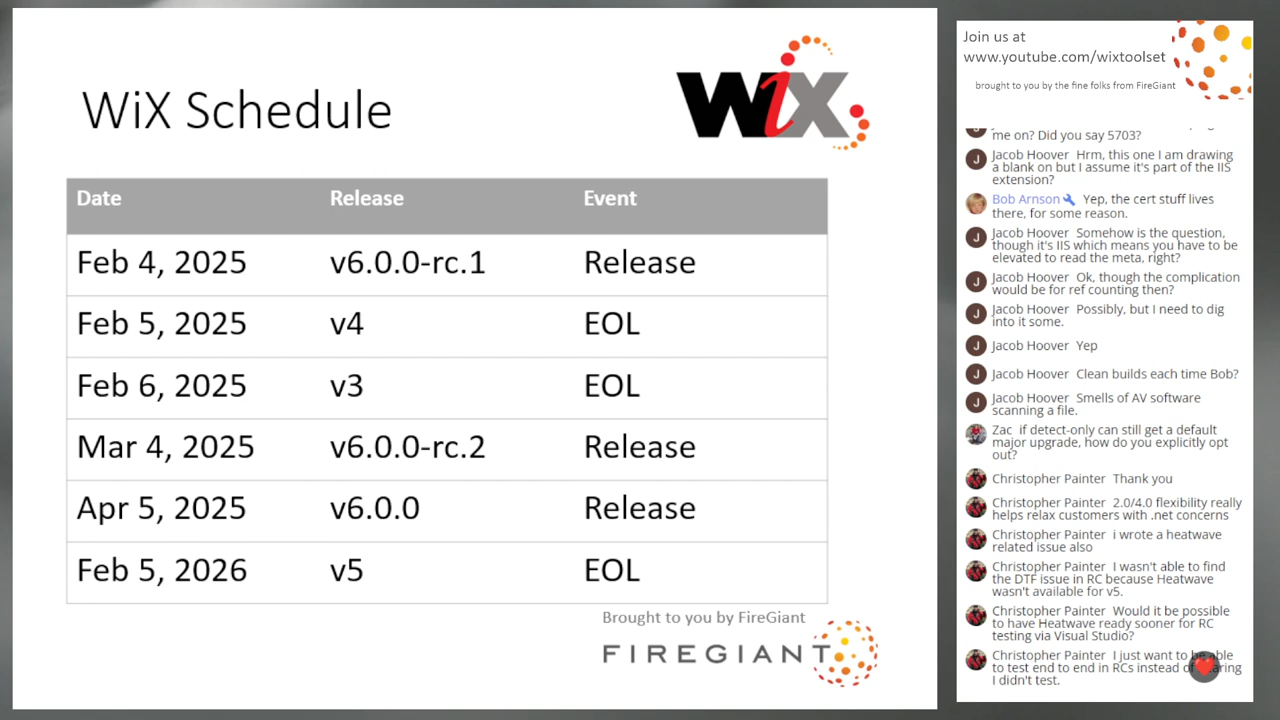 WiX Schedule
WiX
Date Release Event
Feb 4, 2025 v6.0.0-rc.1 Release
Feb 5, 2025 v4 EOL
Feb 6, 2025 v3 EOL
Mar 4, 2025 v6.0.0-rc.2 Release
Apr 5, 2025 v6.0.0 Release
Feb 5, 2026 v5 EOL
Brought to you by FireGiant
FIREGIANT
Join us at
www.youtube.com/wixtoolset
brought to you by the fine folks from FireGiant
me on? Did you say 5703?
J Jacob Hoover Hrm, this one I am drawing
a blank on but I assume it's part of the IIS
extension?
Bob Arnson Yep, the cert stuff lives
there, for some reason.
J Jacob Hoover Somehow is the question,
though it's IIS which means you have to be
elevated to read the meta, right?
J Jacob Hoover Ok, though the complication
would be for ref counting then?
J Jacob Hoover Possibly, but I need to dig
into it some.
J Jacob Hoover Yep
J Jacob Hoover Clean builds each time Bob?
J Jacob Hoover Smells of AV software
scanning a file.
Zac if detect-only can still get a default
major upgrade, how do you explicitly opt
out?
Christopher Painter Thank you
Christopher Painter 2.0/4.0 flexibility really
helps relax customers with .net concerns
Christopher Painter i wrote a heatwave
related issue also
Christopher Painter I wasn't able to find
the DTF issue in RC because Heatwave
wasn't available for v5.
Christopher Painter Would it be possible
to have Heatwave ready sooner for RC
testing via Visual Studio?
Christopher Painter I just want to be able
to test end to end in RCs instead of
I didn't test.